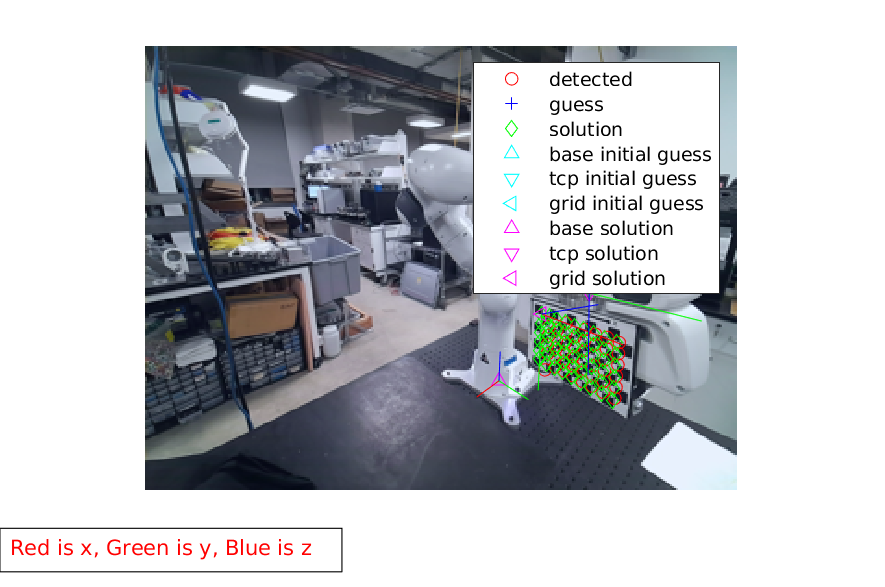 detected
guess
solution
base initial guess
tcp initial guess
grid initial guess
base solution
tcp solution
grid solution
Red is x, Green is y, Blue is z